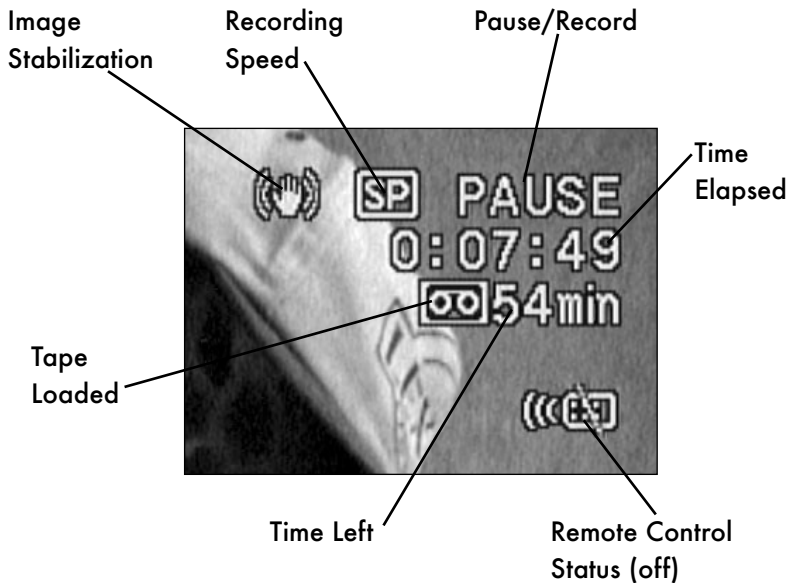 Image
Stabilization
Recording
Speed
Pause/Record
Time
Elapsed
SP PAUSE
0:07:49
54min
Tape
Loaded
Time Left
Remote Control
Status (off)